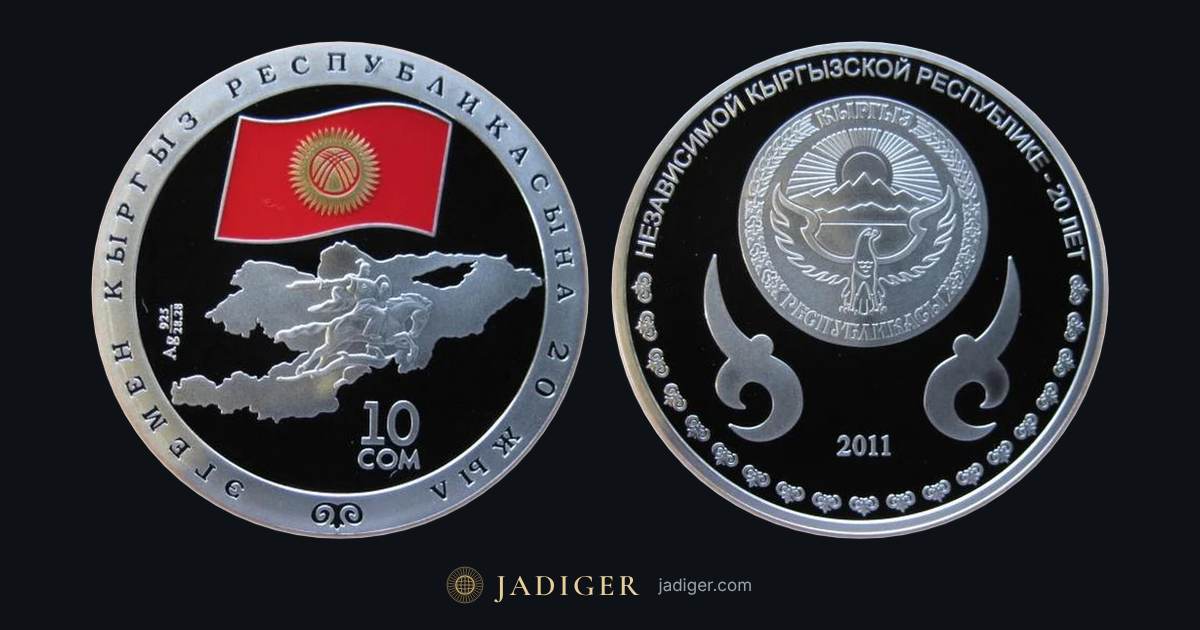 ЭГЕМЕН КЫРГЫЗ РЕСПУБЛИКАСЫНА 20 ЖЫЛ
Ag 925 28.28
10
СОМ
НЕЗАВИСИМОЙ КЫРГЫЗСКОЙ РЕСПУБЛИКЕ - 20 ЛЕТ
КЫРГЫЗ
РЕСПУБЛИКАСЫ
2011
JADIGER jadiger.com